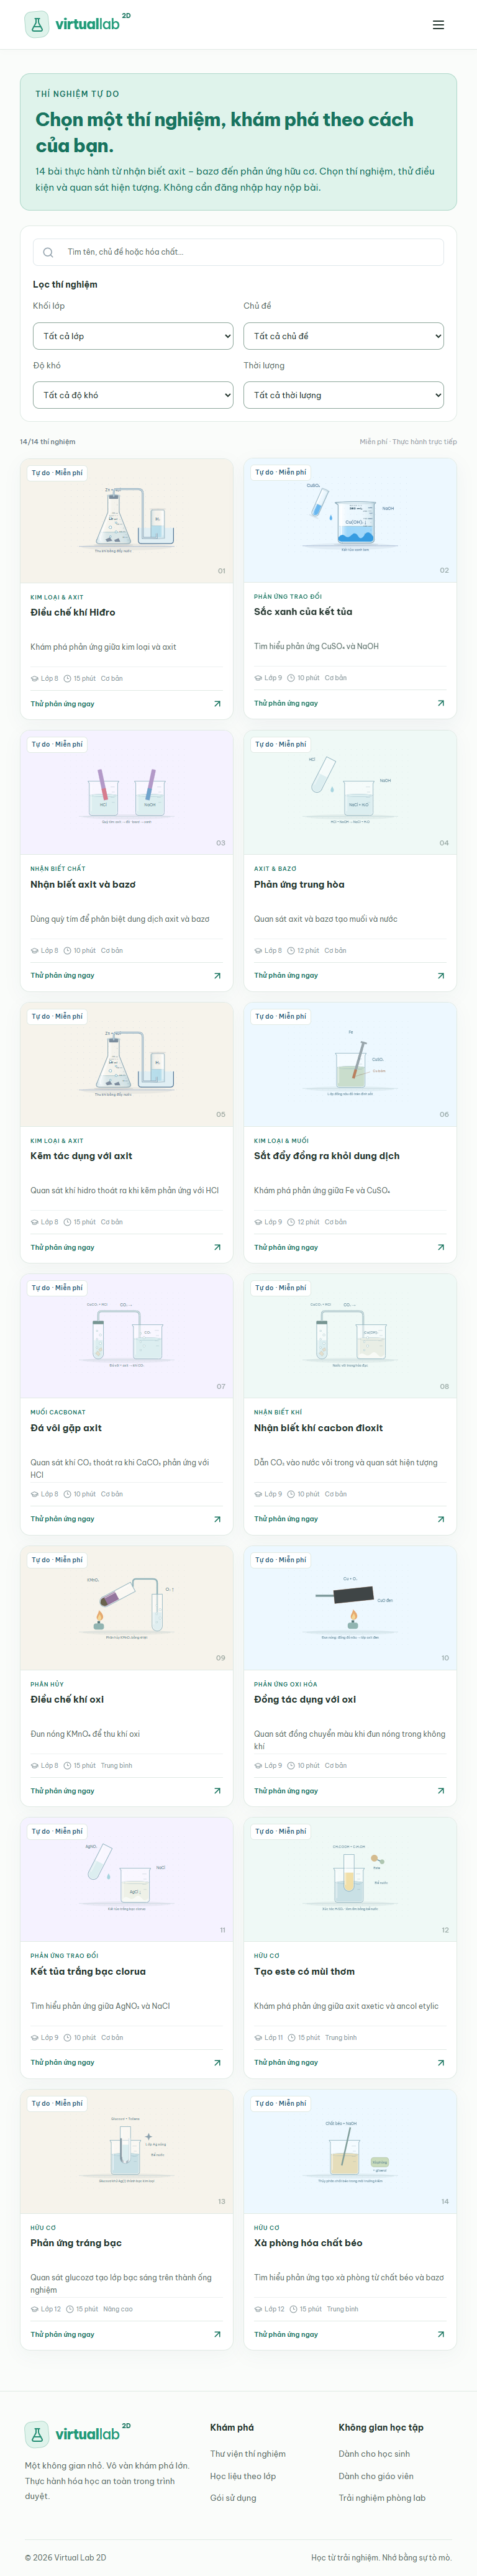 virtuallab 2D
THÍ NGHIỆM TỰ DO
Chọn một thí nghiệm, khám phá theo cách
của bạn.
14 bài thực hành từ nhận biết axit – bazơ đến phản ứng hữu cơ. Chọn thí nghiệm, thử điều
kiện và quan sát hiện tượng. Không cần đăng nhập hay nộp bài.
Tìm tên, chủ đề hoặc hóa chất...
Lọc thí nghiệm
Khối lớp
Chủ đề
Tất cả lớp
Tất cả chủ đề
Độ khó
Thời lượng
Tất cả độ khó
Tất cả thời lượng
14/14 thí nghiệm
Miễn phí · Thực hành trực tiếp
Tự do · Miễn phí
01
KIM LOẠI & AXIT
Điều chế khí Hiđro
Khám phá phản ứng giữa kim loại và axit
Lớp 8 15 phút Cơ bản
Thử phản ứng ngay
Tự do · Miễn phí
CuSO₄
NaOH
Cu(OH)₂
02
PHẢN ỨNG TRAO ĐỔI
Sắc xanh của kết tủa
Tìm hiểu phản ứng CuSO₄ và NaOH
Lớp 9 10 phút Cơ bản
Thử phản ứng ngay
Tự do · Miễn phí
HCl
NaOH
03
NHẬN BIẾT CHẤT
Nhận biết axit và bazơ
Dùng quỳ tím để phân biệt dung dịch axit và bazơ
Lớp 8 10 phút Cơ bản
Thử phản ứng ngay
Tự do · Miễn phí
HCl
NaOH
NaCl + H₂O
04
AXIT & BAZƠ
Phản ứng trung hòa
Quan sát axit và bazơ tạo muối và nước
Lớp 8 12 phút Cơ bản
Thử phản ứng ngay
Tự do · Miễn phí
05
KIM LOẠI & AXIT
Kẽm tác dụng với axit
Quan sát khí hidro thoát ra khi kẽm phản ứng với HCl
Lớp 8 15 phút Cơ bản
Thử phản ứng ngay
Tự do · Miễn phí
Fe
CuSO₄
06
KIM LOẠI & MUỐI
Sắt đẩy đồng ra khỏi dung dịch
Khám phá phản ứng giữa Fe và CuSO₄
Lớp 9 12 phút Cơ bản
Thử phản ứng ngay
Tự do · Miễn phí
CaCO₃ + HCl
07
MUỐI CACBONAT
Đá vôi gặp axit
Quan sát khí CO₂ thoát ra khi CaCO₃ phản ứng với
HCl
Lớp 8 10 phút Cơ bản
Thử phản ứng ngay
Tự do · Miễn phí
CaCO₃ + HCl
08
NHẬN BIẾT KHÍ
Nhận biết khí cacbon đioxit
Dẫn CO₂ vào nước vôi trong và quan sát hiện tượng
Lớp 9 10 phút Cơ bản
Thử phản ứng ngay
Tự do · Miễn phí
KMnO₄
09
PHÂN HỦY
Điều chế khí oxi
Đun nóng KMnO₄ để thu khí oxi
Lớp 8 15 phút Trung bình
Thử phản ứng ngay
Tự do · Miễn phí
Cu + O₂
CuO đen
10
PHẢN ỨNG OXI HÓA
Đồng tác dụng với oxi
Quan sát đồng chuyển màu khi đun nóng trong không
khí
Lớp 9 10 phút Cơ bản
Thử phản ứng ngay
Tự do · Miễn phí
AgNO₃
NaCl
11
PHẢN ỨNG TRAO ĐỔI
Kết tủa trắng bạc clorua
Tìm hiểu phản ứng giữa AgNO₃ và NaCl
Lớp 9 10 phút Cơ bản
Thử phản ứng ngay
Tự do · Miễn phí
12
HỮU CƠ
Tạo este có mùi thơm
Khám phá phản ứng giữa axit axetic và ancol etylic
Lớp 11 15 phút Trung bình
Thử phản ứng ngay
Tự do · Miễn phí
13
HỮU CƠ
Phản ứng tráng bạc
Quan sát glucozơ tạo lớp bạc sáng trên thành ống
nghiệm
Lớp 12 15 phút Nâng cao
Thử phản ứng ngay
Tự do · Miễn phí
Chất béo + NaOH
14
HỮU CƠ
Xà phòng hóa chất béo
Tìm hiểu phản ứng tạo xà phòng từ chất béo và bazơ
Lớp 12 15 phút Trung bình
Thử phản ứng ngay
virtuallab 2D
Một không gian nhỏ. Vô vàn khám phá lớn.
Thực hành hóa học an toàn trong trình
duyệt.
Khám phá
Thư viện thí nghiệm
Học liệu theo lớp
Gói sử dụng
Không gian học tập
Dành cho học sinh
Dành cho giáo viên
Trải nghiệm phòng lab
© 2026 Virtual Lab 2D
Học từ trải nghiệm. Nhớ bằng sự tò mò.